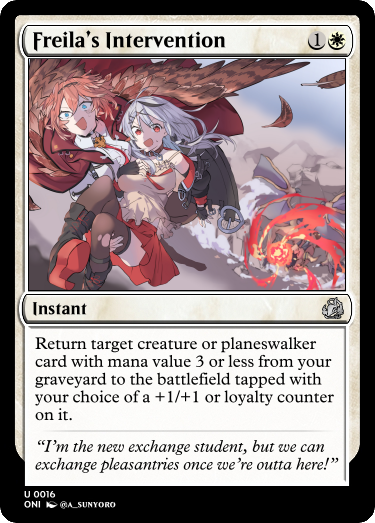 Freila's Intervention 1
Instant
Return target creature or planeswalker
card with mana value 3 or less from your
graveyard to the battlefield tapped with
your choice of a +1/+1 or loyalty counter
on it.
"I'm the new exchange student, but we can
exchange pleasantries once we're outta here!"
U 0016
ONI @A_SUNYORO